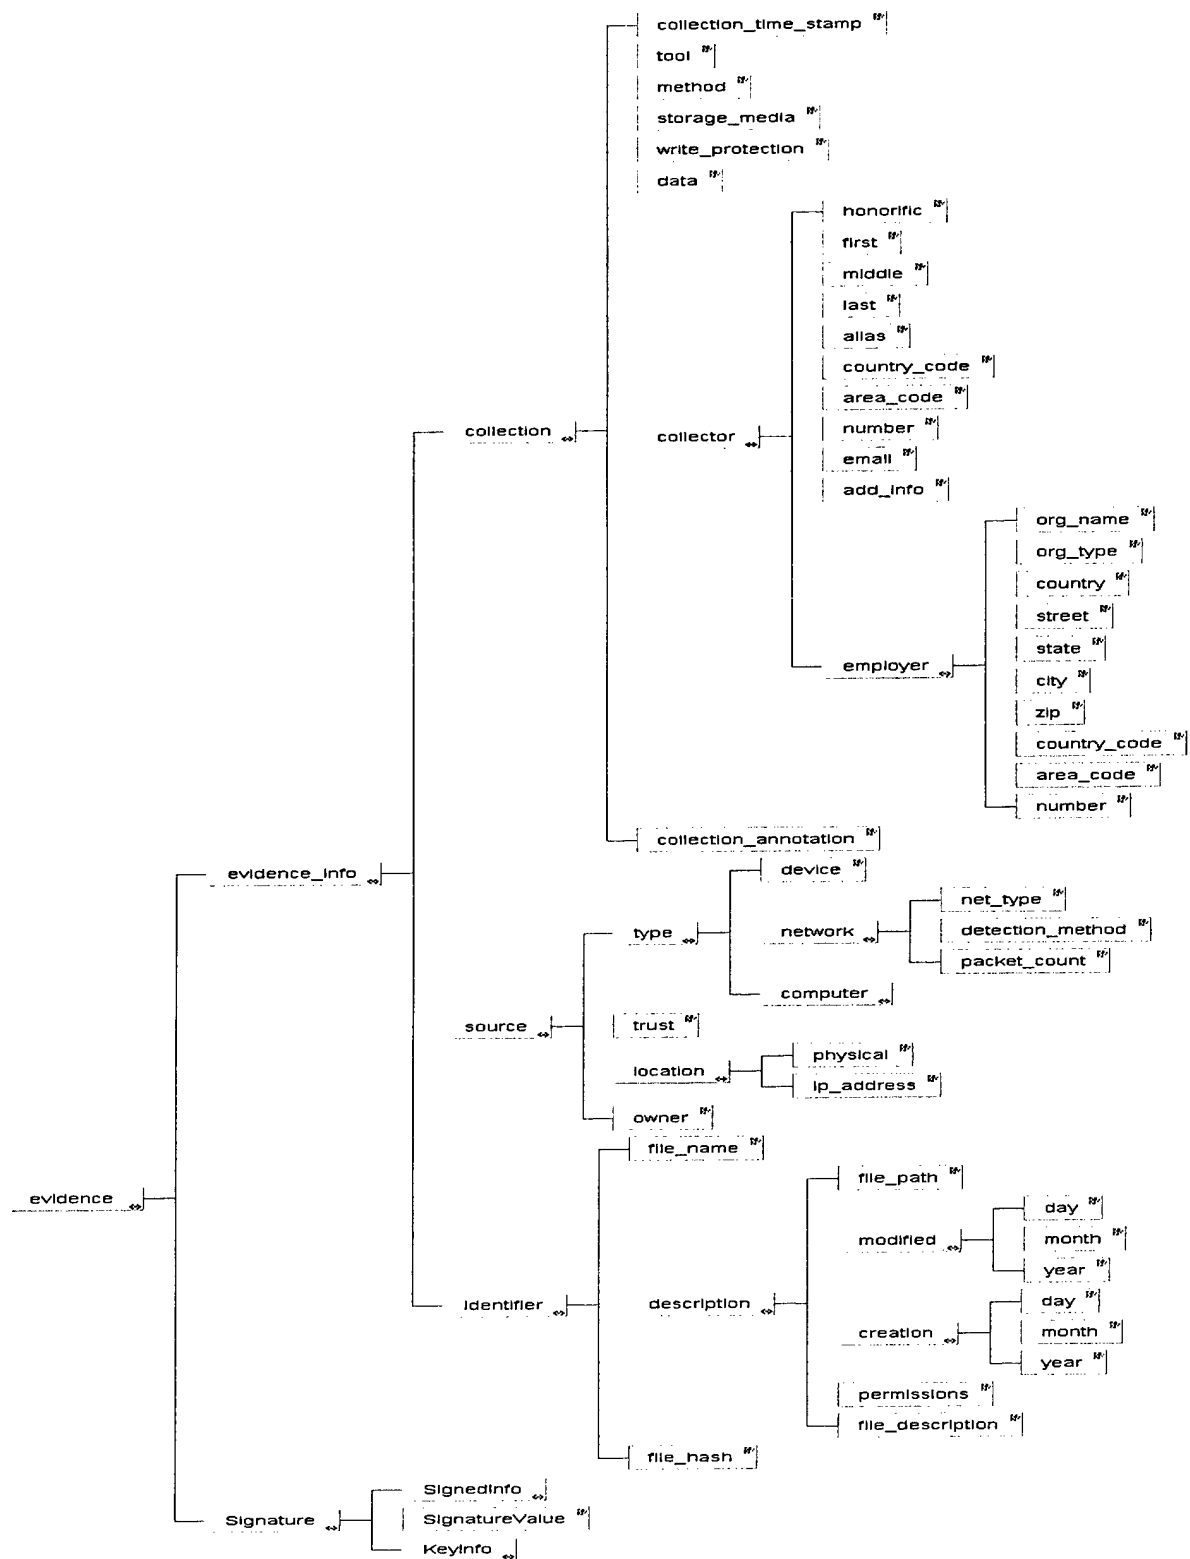 collection_time_stamp
tool
method
storage_media
write_protection
data
honorific
first
middle
last
alias
country_code
area_code
collection
collector
number
email
add_info
org_name
org_type
country
street
state
employer
city
zip
country_code
area_code
number
collection_annotation
evidence_info
device
net_type
type
network
detection_method
packet_count
computer
source
trust
physical
location
ip_address
owner
file_name
evidence
file_path
day
modified
month
year
identifier
description
day
creation
month
year
permissions
file_description
file_hash
SignedInfo
Signature
SignatureValue
KeyInfo